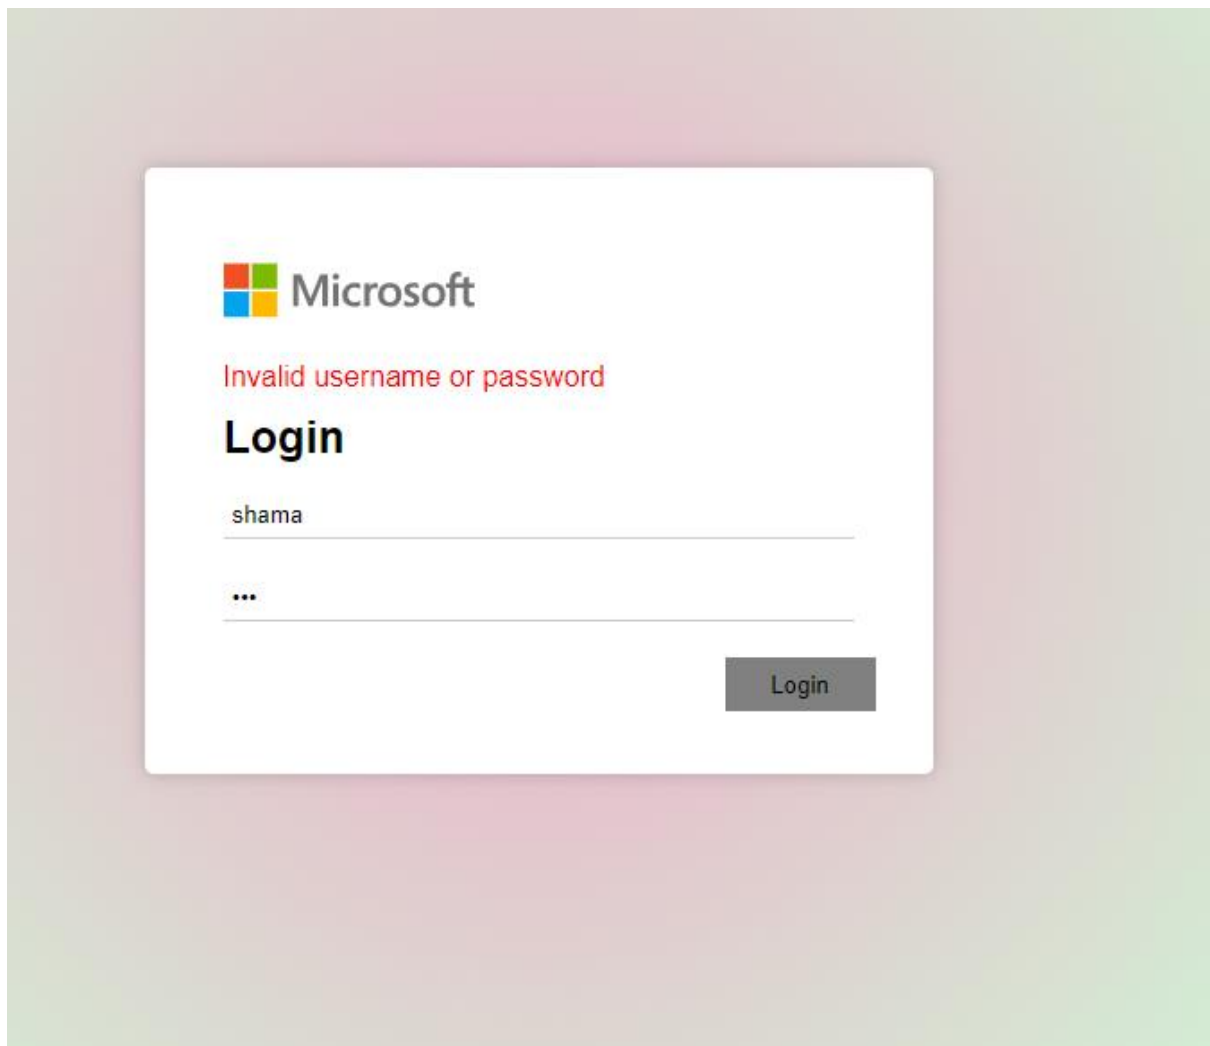 Microsoft
Invalid username or password
Login
shama
•••
Login